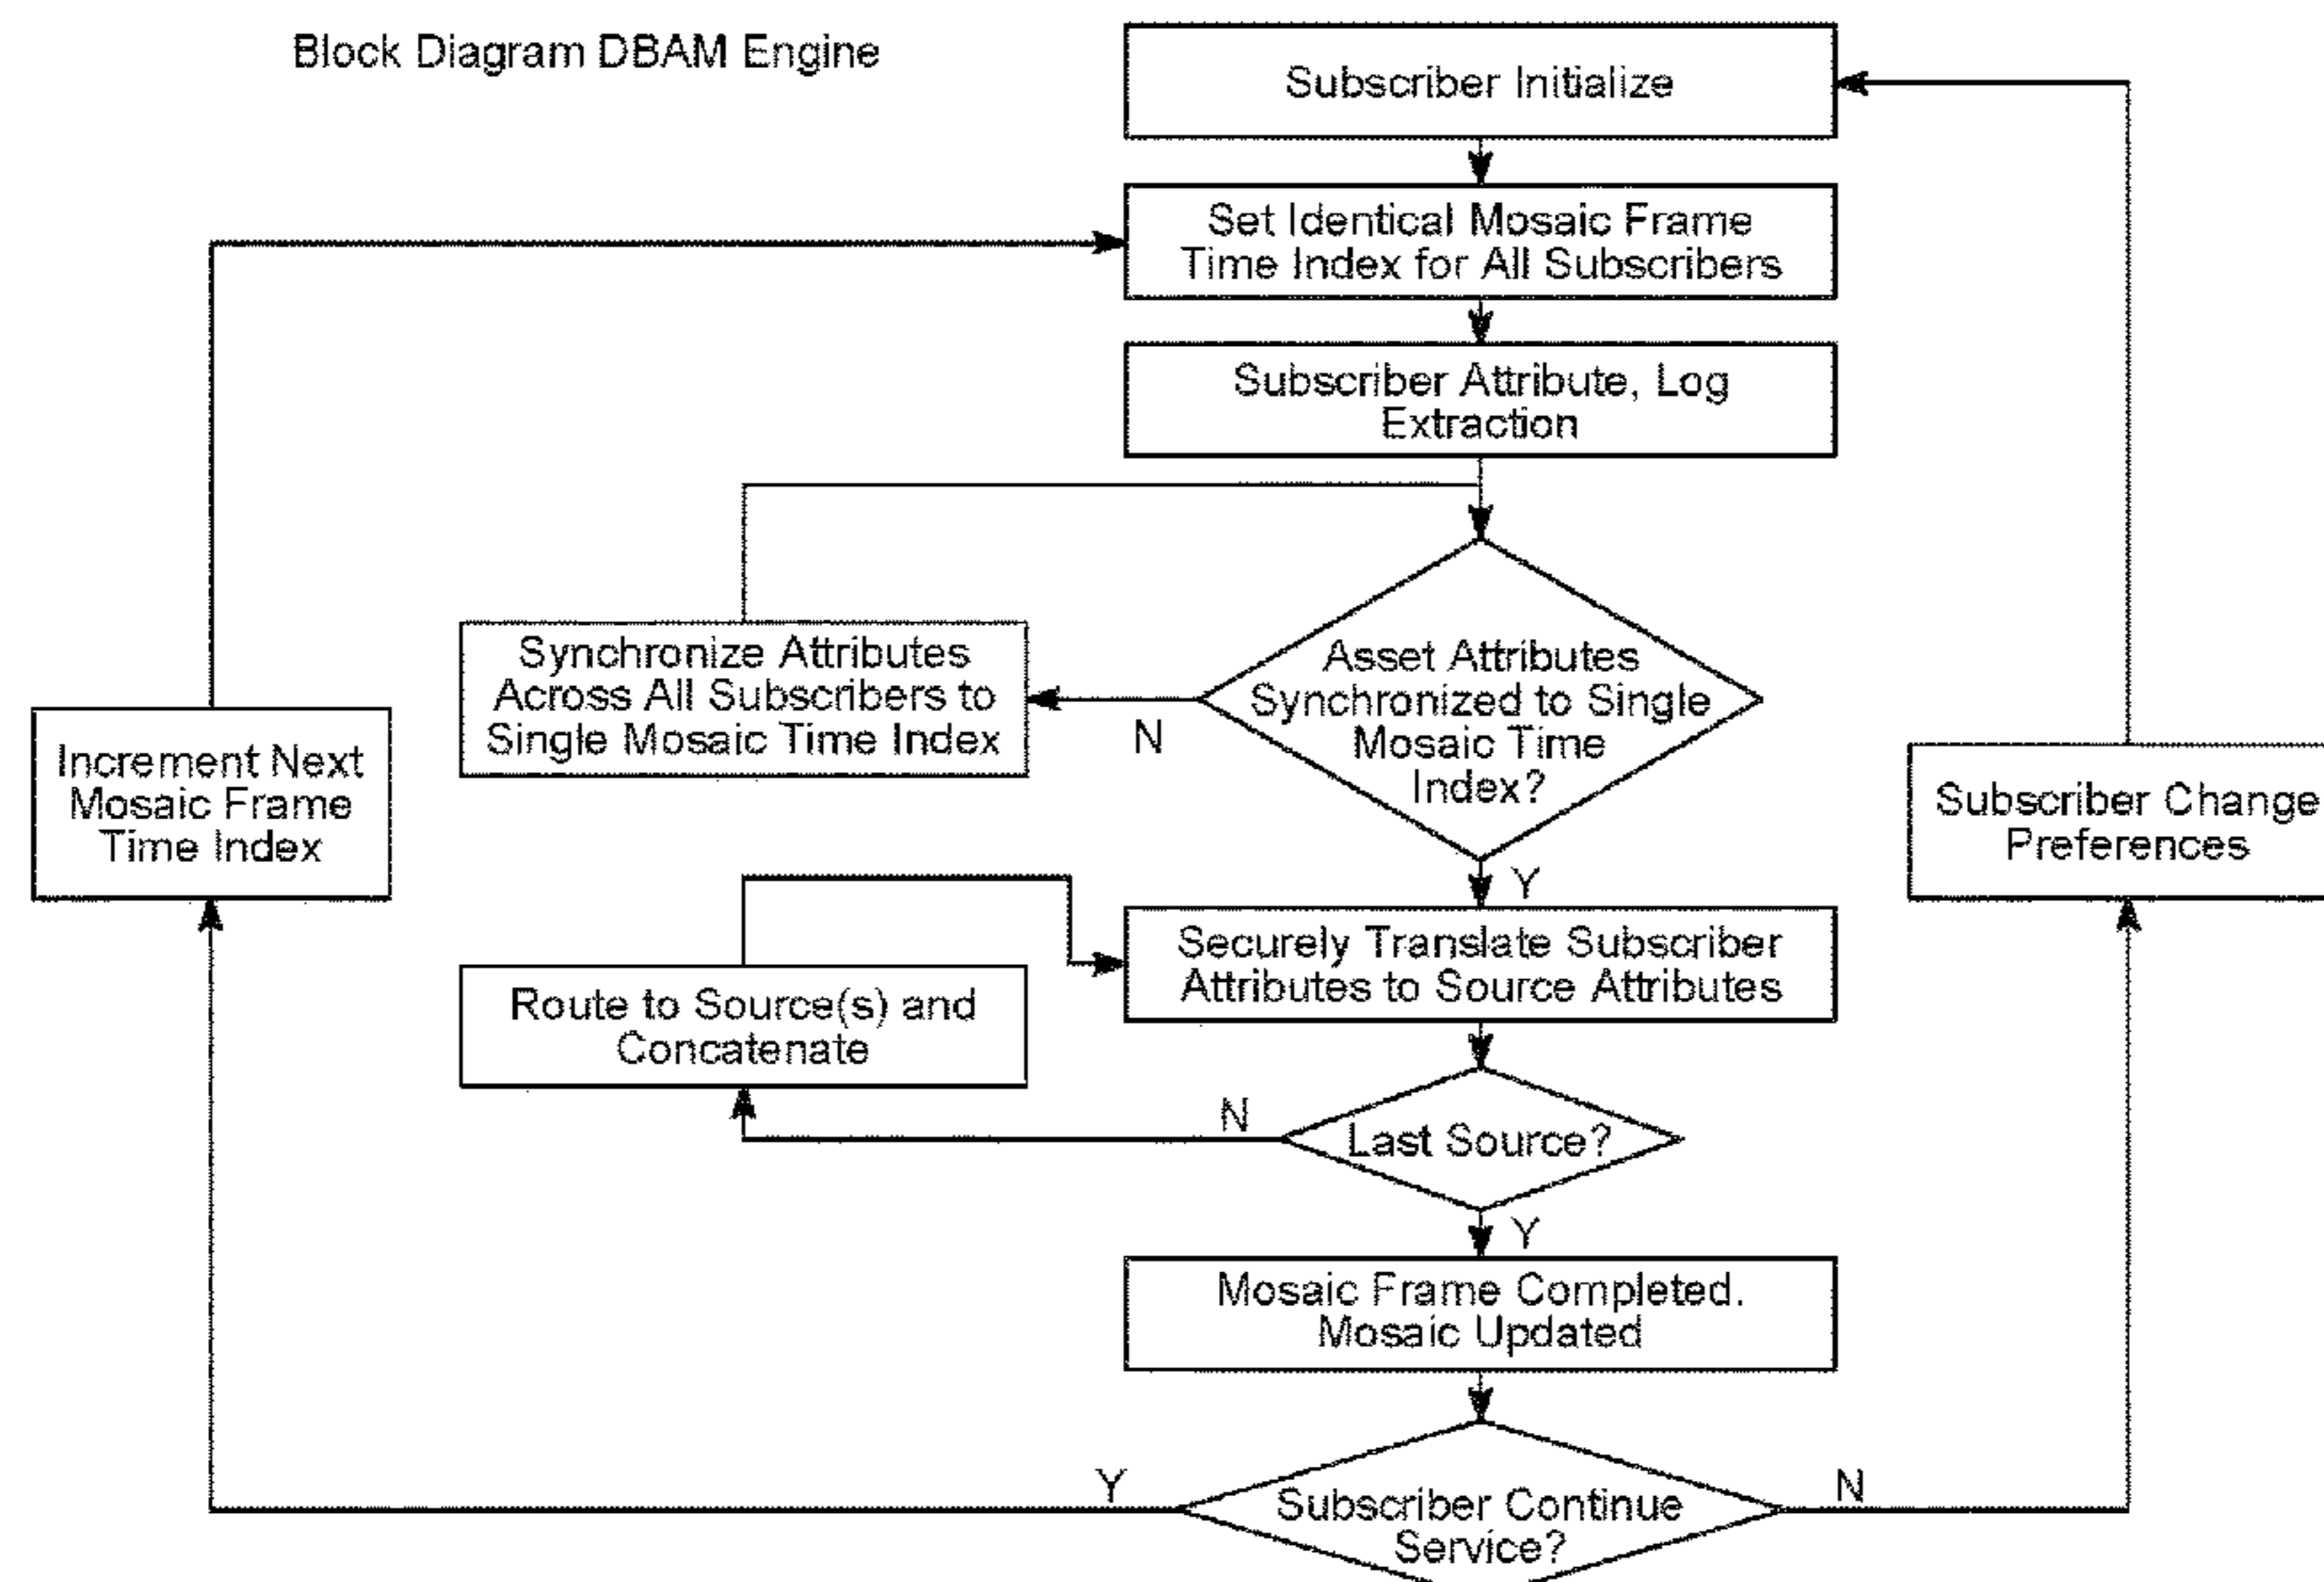 Block Diagram DBAM Engine
Subscriber Initialize
Set Identical Mosaic Frame
Time Index for All Subscribers
Subscriber Attribute, Log
Extraction
Asset Attributes
Synchronized to Single
Mosaic Time
Index?
N
Synchronize Attributes
Across All Subscribers to
Single Mosaic Time Index
Y
Securely Translate Subscriber
Attributes to Source Attributes
Last Source?
N
Route to Source(s) and
Concatenate
Y
Mosaic Frame Completed.
Mosaic Updated
Subscriber Continue
Service?
Y
Increment Next
Mosaic Frame
Time Index
N
Subscriber Change
Preferences